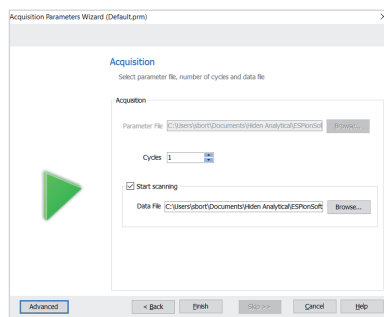 Acquisition Parameters Wizard (Default.prm)
Acquisition
Select parameter file, number of cycles and data file
Acquisition
Parameter File C:\Users\sbort\Documents\Hiden Analytical\ESPionSof Browse...
Cycles 1
Start scanning
Data File C:\Users\sbort\Documents\Hiden Analytical\ESPionSoft Browse...
Advanced < Back Finish Skip >> Cancel Help